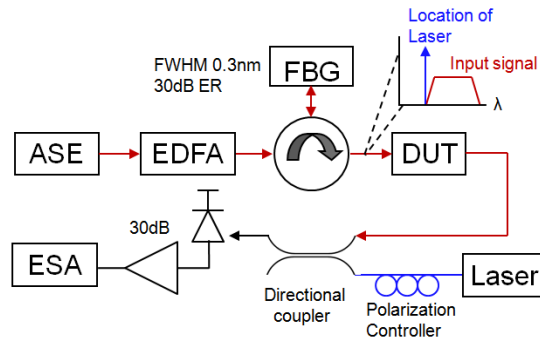 Location of
Laser
Input signal
λ
FWHM 0.3nm
30dB ER
FBG
ASE
EDFA
DUT
30dB
ESA
Directional
coupler
Polarization
Controller
Laser